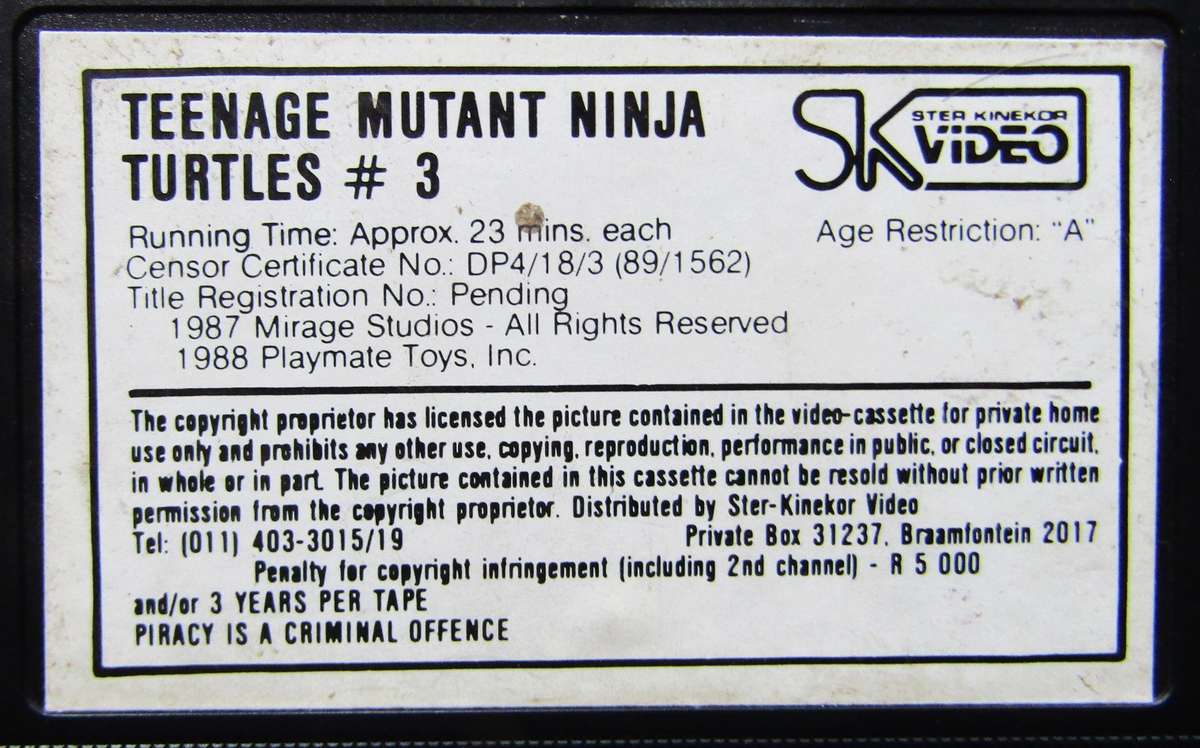 TEENAGE MUTANT NINJA
TURTLES # 3
SK STER KINEKOR
VIDEO
Running Time: Approx. 23 mins. each
Age Restriction: "A"
Censor Certificate No.: DP4/18/3 (89/1562)
Title Registration No.: Pending
1987 Mirage Studios - All Rights Reserved
1988 Playmate Toys, Inc.
The copyright proprietor has licensed the picture contained in the video-cassette for private home
use only and prohibits any other use, copying, reproduction, performance in public, or closed circuit,
in whole or in part. The picture contained in this cassette cannot be resold without prior written
permission from the copyright proprietor. Distributed by Ster-Kinekor Video
Tel: (011) 403-3015/19 Private Box 31237, Braamfontein 2017
Penalty for copyright infringement (including 2nd channel) - R 5 000
and/or 3 YEARS PER TAPE
PIRACY IS A CRIMINAL OFFENCE